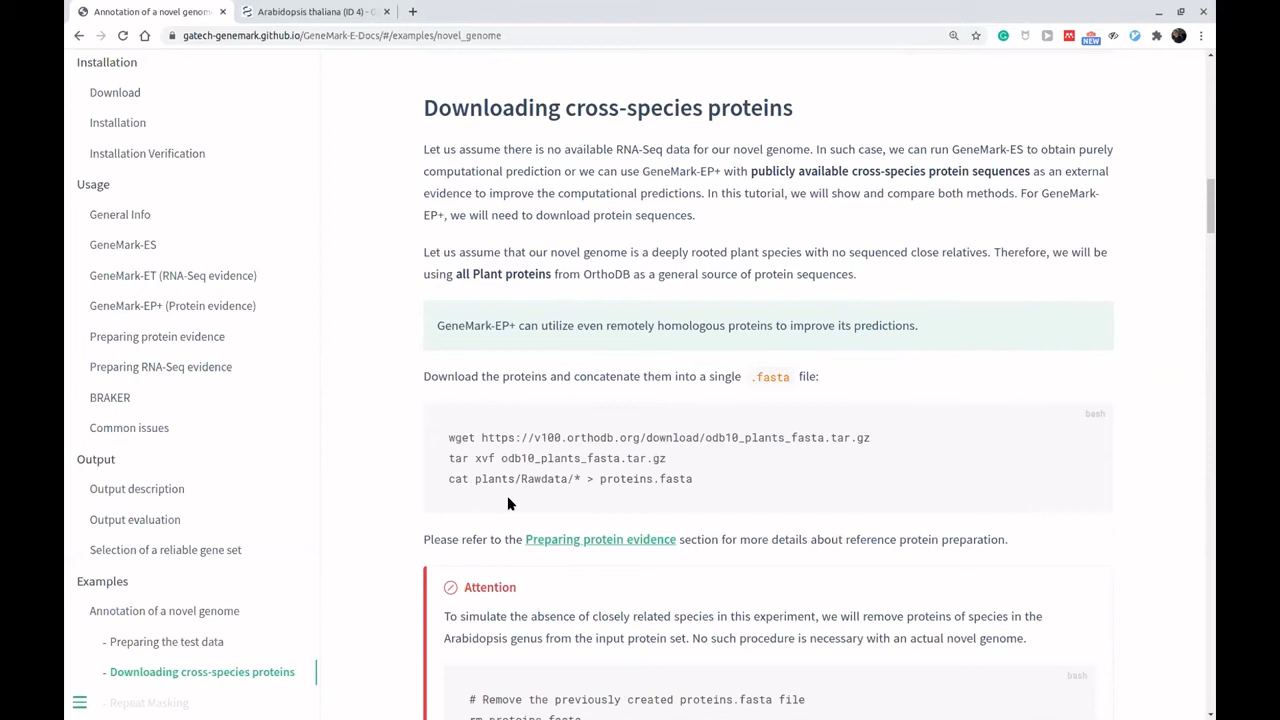 Annotation of a novel genom
Arabidopsis thaliana (ID 4) - G
gatech-genemark.github.io/GeneMark-E-Docs/#/examples/novel_genome
NEW
Installation
Download
Installation
Installation Verification
Usage
General Info
GeneMark-ES
GeneMark-ET (RNA-Seq evidence)
GeneMark-EP+ (Protein evidence)
Preparing protein evidence
Preparing RNA-Seq evidence
BRAKER
Common issues
Output
Output description
Output evaluation
Selection of a reliable gene set
Examples
Annotation of a novel genome
- Preparing the test data
- Downloading cross-species proteins
- Repeat Masking
Downloading cross-species proteins
Let us assume there is no available RNA-Seq data for our novel genome. In such case, we can run GeneMark-ES to obtain purely
computational prediction or we can use GeneMark-EP+ with publicly available cross-species protein sequences as an external
evidence to improve the computational predictions. In this tutorial, we will show and compare both methods. For GeneMark-
EP+, we will need to download protein sequences.
Let us assume that our novel genome is a deeply rooted plant species with no sequenced close relatives. Therefore, we will be
using all Plant proteins from OrthoDB as a general source of protein sequences.
GeneMark-EP+ can utilize even remotely homologous proteins to improve its predictions.
Download the proteins and concatenate them into a single .fasta file:
bash
wget https://v100.orthodb.org/download/odb10_plants_fasta.tar.gz
tar xvf odb10_plants_fasta.tar.gz
cat plants/Rawdata/* > proteins.fasta
Please refer to the Preparing protein evidence section for more details about reference protein preparation.
Attention
To simulate the absence of closely related species in this experiment, we will remove proteins of species in the
Arabidopsis genus from the input protein set. No such procedure is necessary with an actual novel genome.
bash
# Remove the previously created proteins.fasta file
rm proteins.fasta